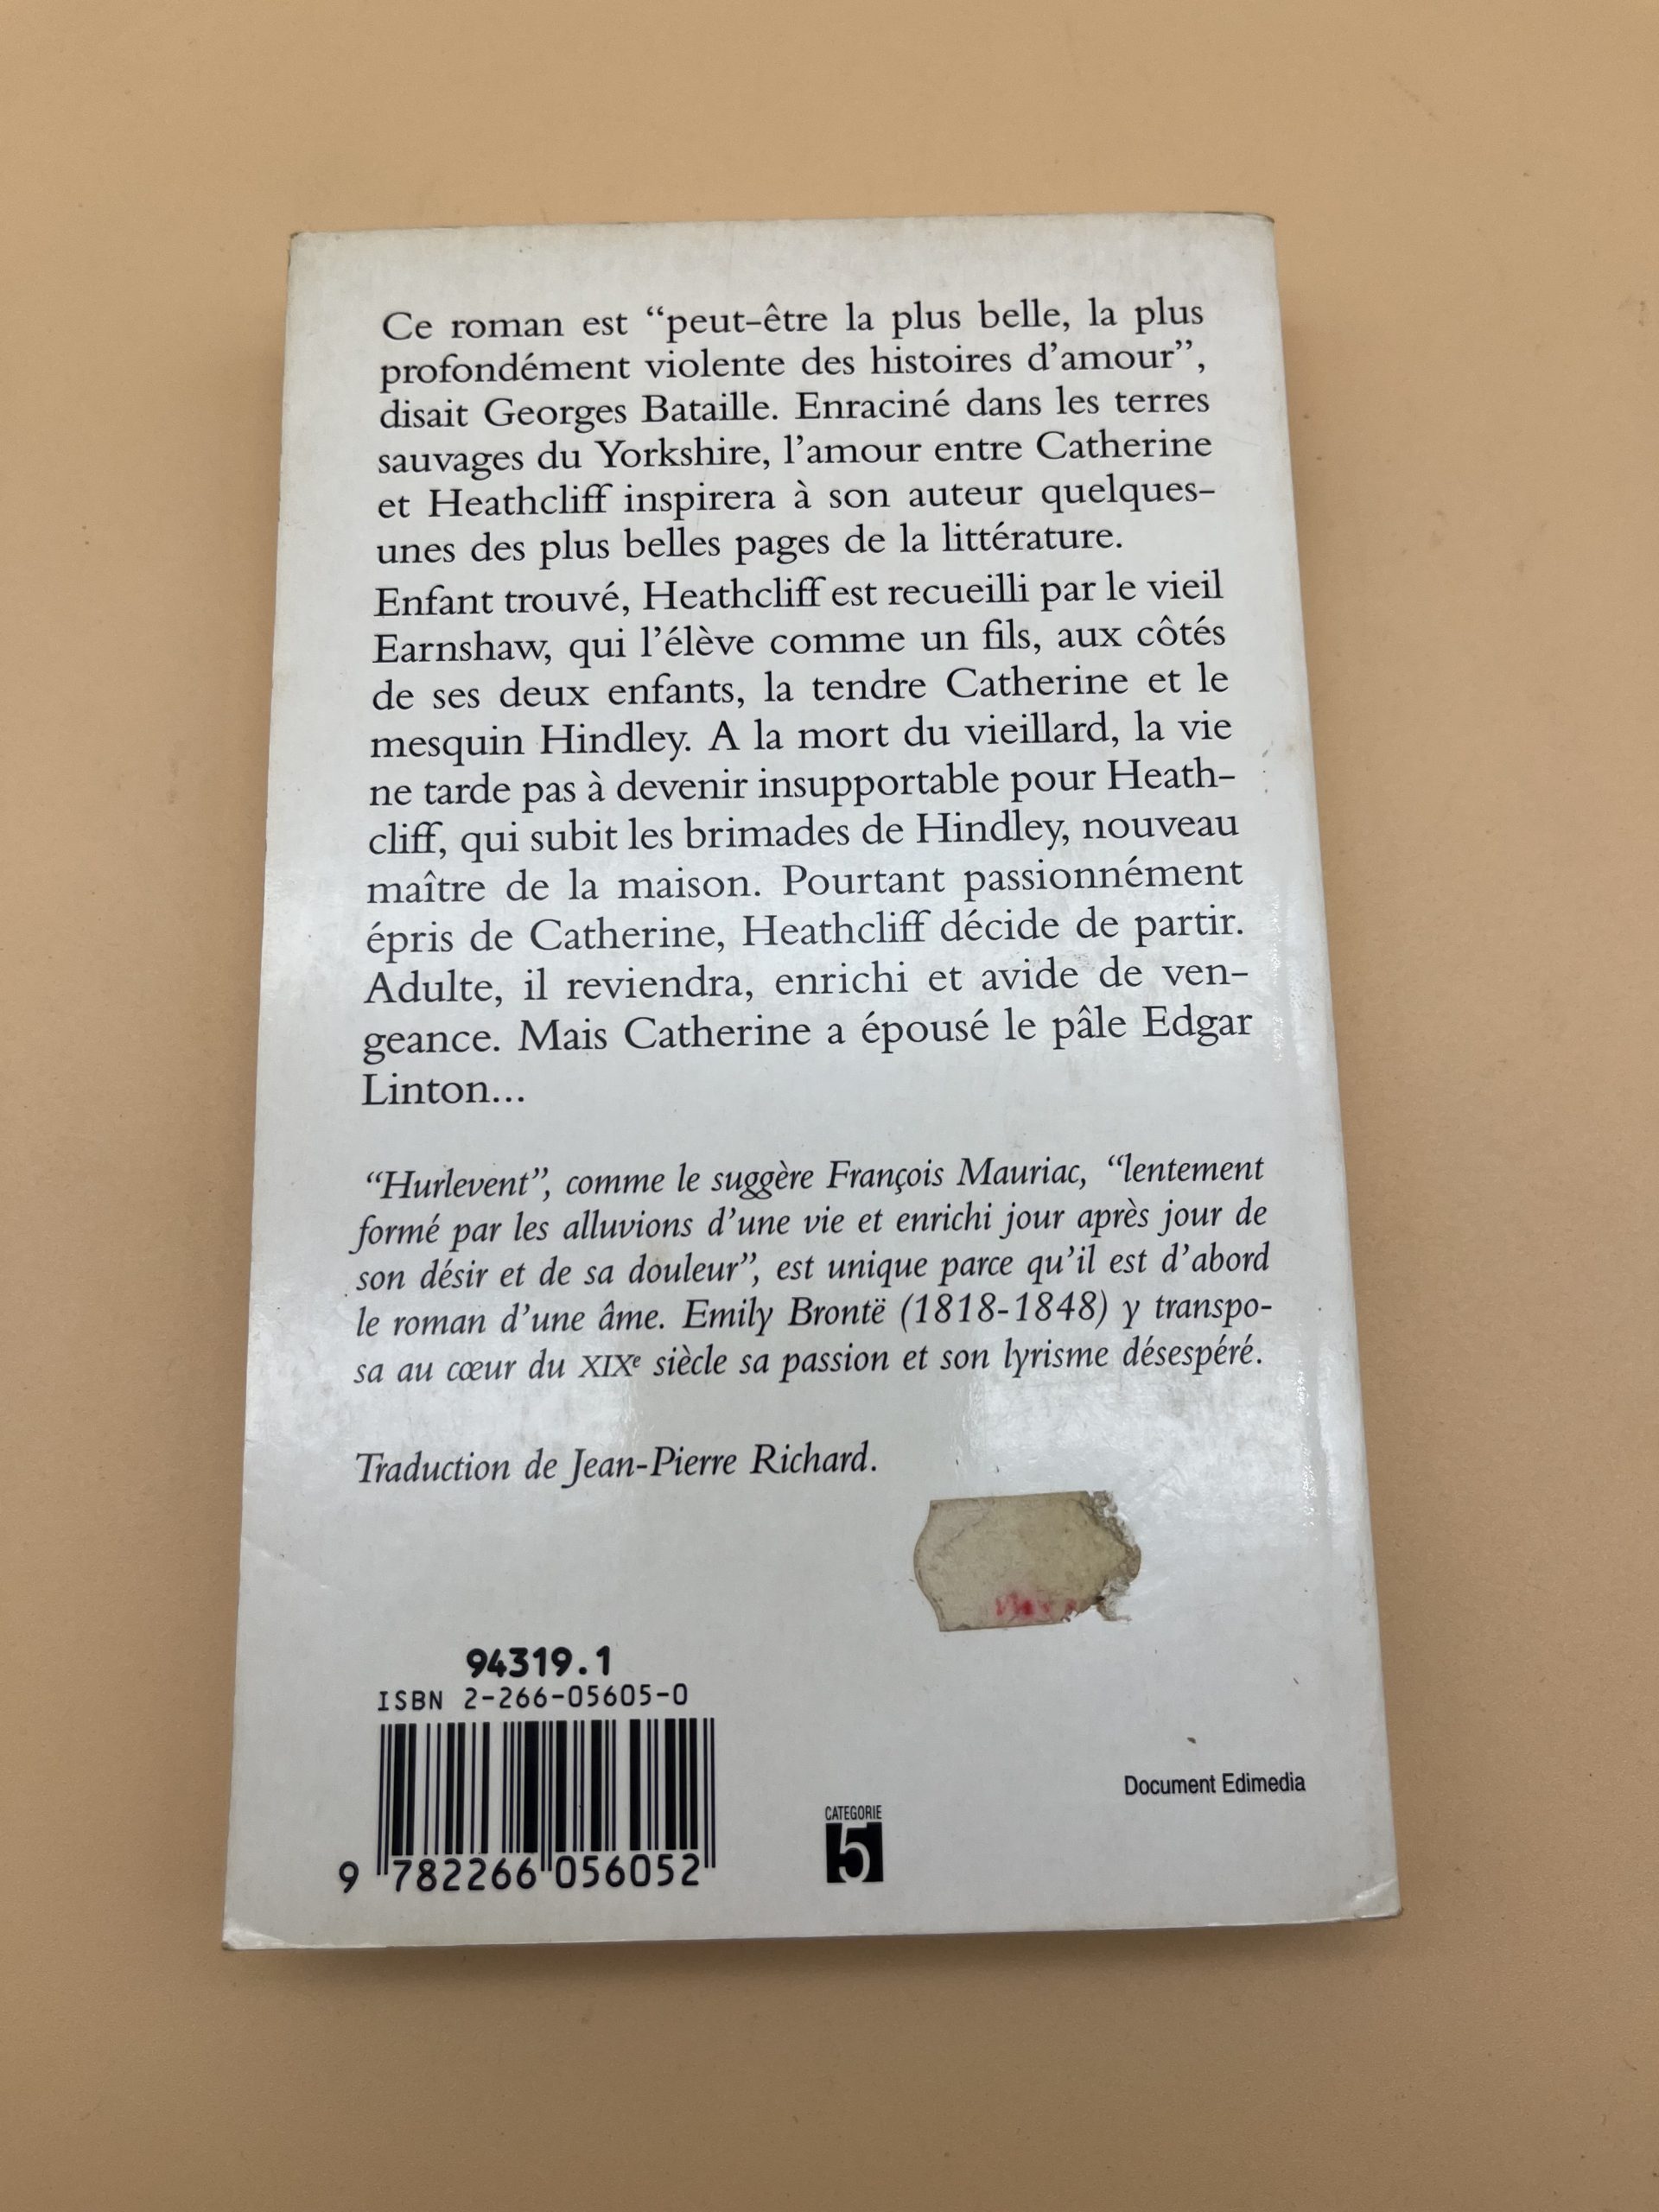 Ce roman est “peut-être la plus belle, la plus
profondément violente des histoires d’amour”,
disait Georges Bataille. Enraciné dans les terres
sauvages du Yorkshire, l’amour entre Catherine
et Heathcliff inspirera à son auteur quelques-
unes des plus belles pages de la littérature.
Enfant trouvé, Heathcliff est recueilli par le vieil
Earnshaw, qui l’élève comme un fils, aux côtés
de ses deux enfants, la tendre Catherine et le
mesquin Hindley. A la mort du vieillard, la vie
ne tarde pas à devenir insupportable pour Heath-
cliff, qui subit les brimades de Hindley, nouveau
maître de la maison. Pourtant passionnément
épris de Catherine, Heathcliff décide de partir.
Adulte, il reviendra, enrichi et avide de ven-
geance. Mais Catherine a épousé le pâle Edgar
Linton...
“Hurlevent”, comme le suggère François Mauriac, “lentement
formé par les alluvions d’une vie et enrichi jour après jour de
son désir et de sa douleur”, est unique parce qu’il est d’abord
le roman d’une âme. Emily Brontë (1818-1848) y transpo-
sa au cœur du XIXe siècle sa passion et son lyrisme désespéré.
Traduction de Jean-Pierre Richard.
94319.1
ISBN 2-266-05605-0
9 782266 056052
CATEGORIE
5
Document Edimedia